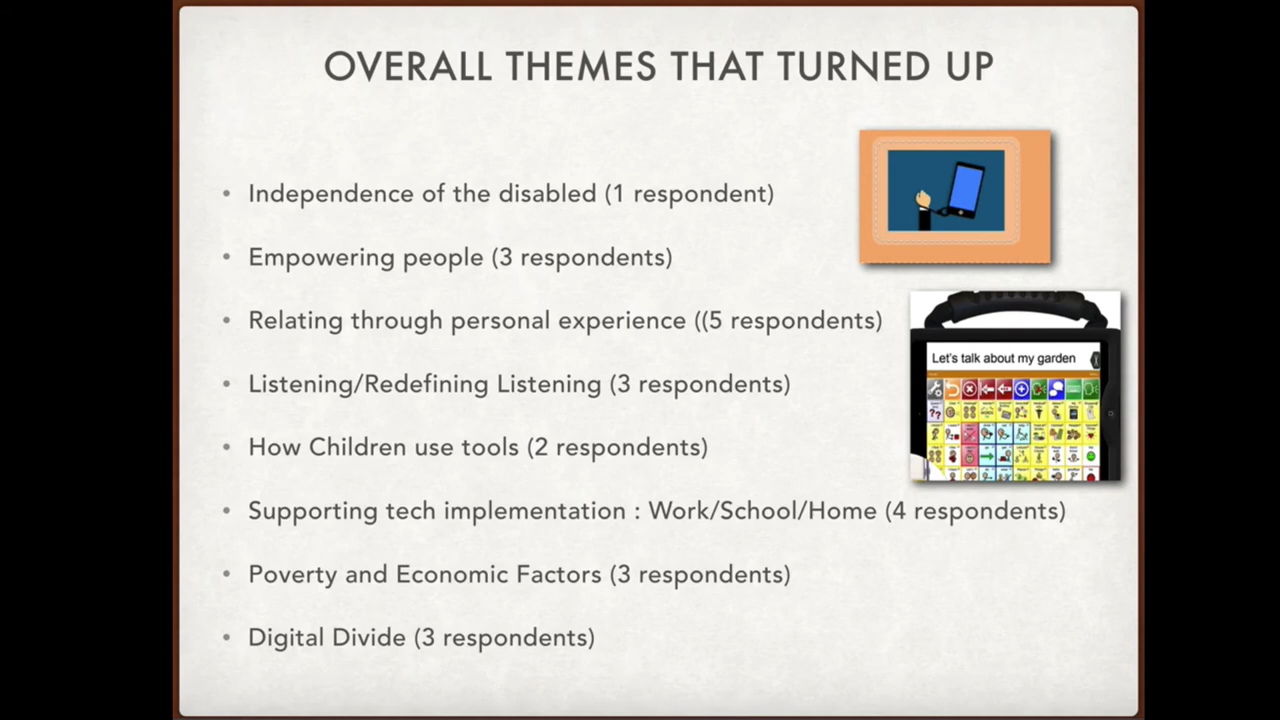 OVERALL THEMES THAT TURNED UP
• Independence of the disabled (1 respondent)
• Empowering people (3 respondents)
• Relating through personal experience ((5 respondents)
Let's talk about my garden
• Listening/Redefining Listening (3 respondents)
• How Children use tools (2 respondents)
• Supporting tech implementation : Work/School/Home (4 respondents)
• Poverty and Economic Factors (3 respondents)
• Digital Divide (3 respondents)